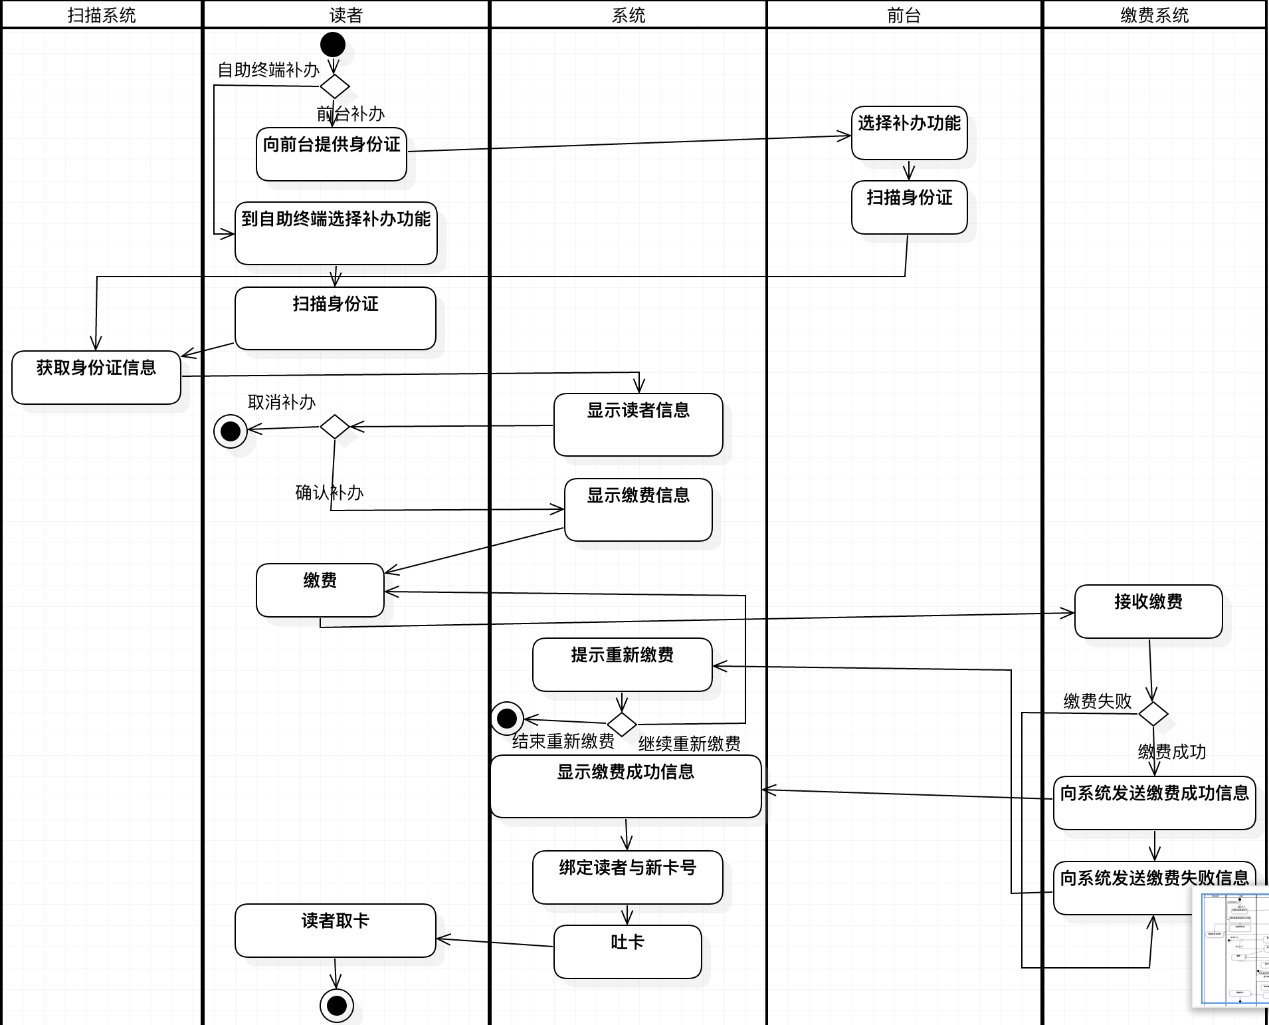 扫描系统
读者
系统
前台
缴费系统
自助终端补办
前台补办
向前台提供身份证
选择补办功能
扫描身份证
到自助终端选择补办功能
扫描身份证
获取身份证信息
显示读者信息
取消补办
确认补办
显示缴费信息
缴费
接收缴费
提示重新缴费
缴费失败
结束重新缴费
继续重新缴费
缴费成功
显示缴费成功信息
向系统发送缴费成功信息
绑定读者与新卡号
向系统发送缴费失败信息
读者取卡
吐卡